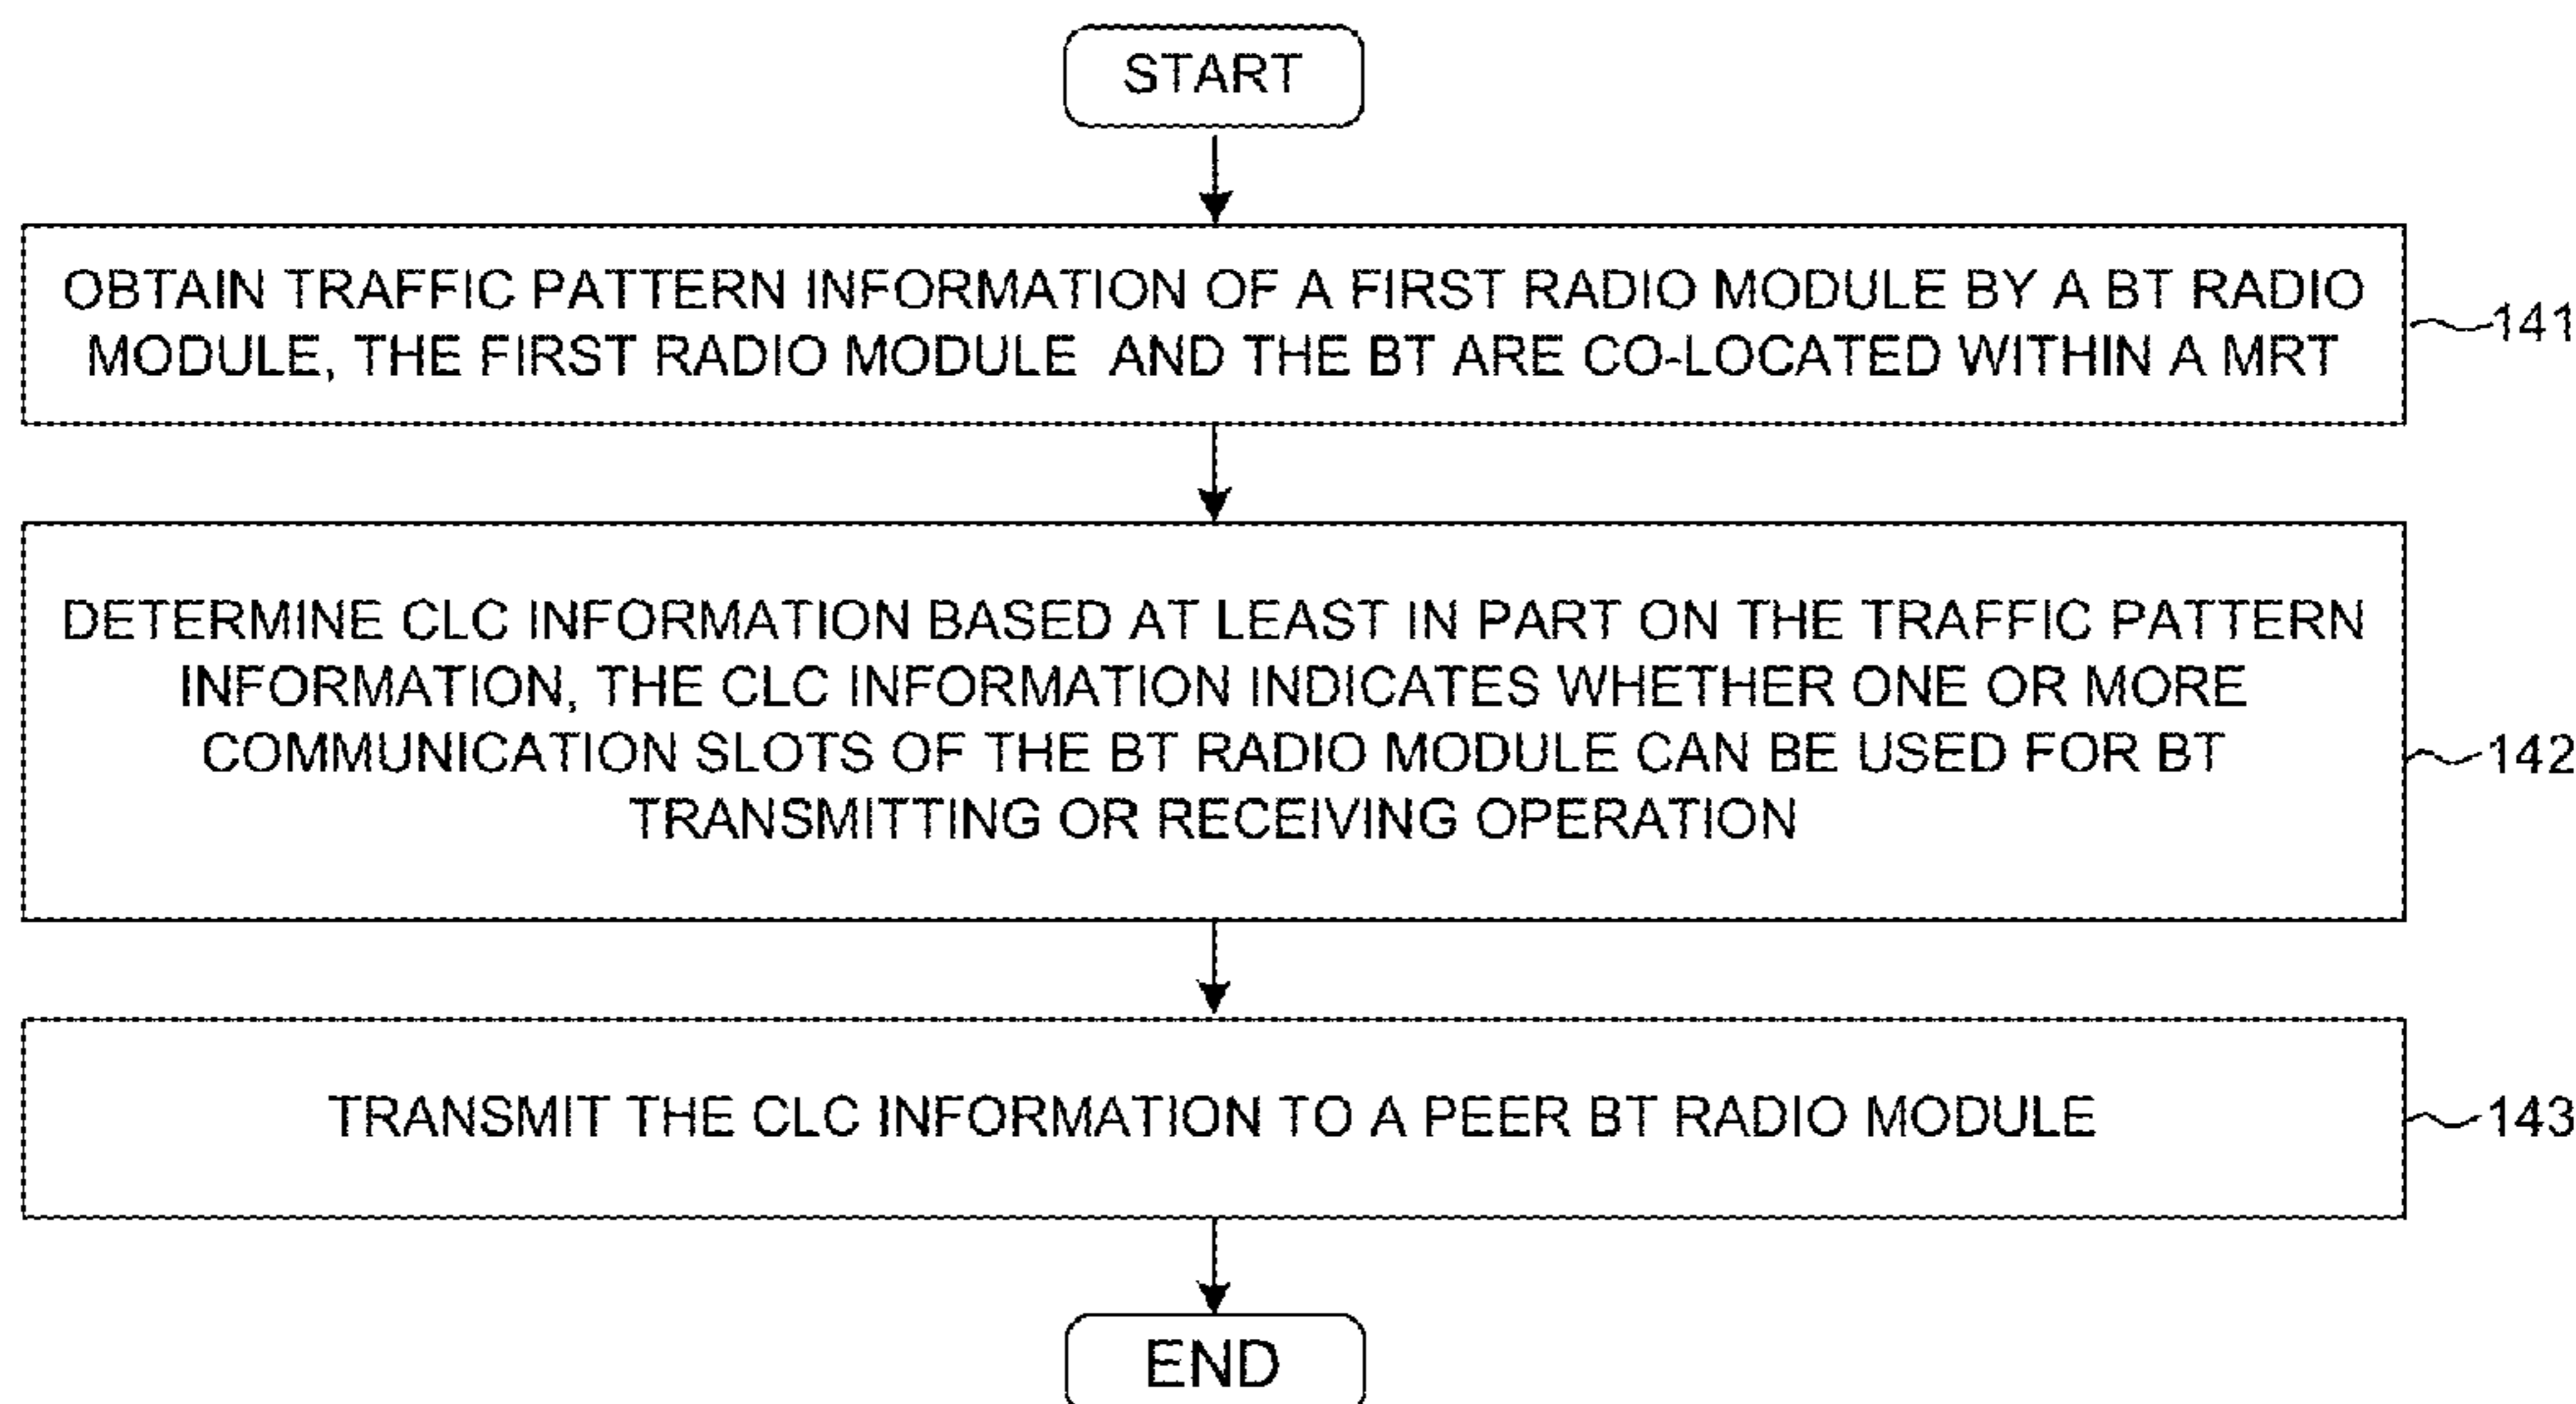 START
OBTAIN TRAFFIC PATTERN INFORMATION OF A FIRST RADIO MODULE BY A BT RADIO
MODULE, THE FIRST RADIO MODULE AND THE BT ARE CO-LOCATED WITHIN A MRT
141
DETERMINE CLC INFORMATION BASED AT LEAST IN PART ON THE TRAFFIC PATTERN
INFORMATION, THE CLC INFORMATION INDICATES WHETHER ONE OR MORE
COMMUNICATION SLOTS OF THE BT RADIO MODULE CAN BE USED FOR BT
TRANSMITTING OR RECEIVING OPERATION
142
TRANSMIT THE CLC INFORMATION TO A PEER BT RADIO MODULE
143
END